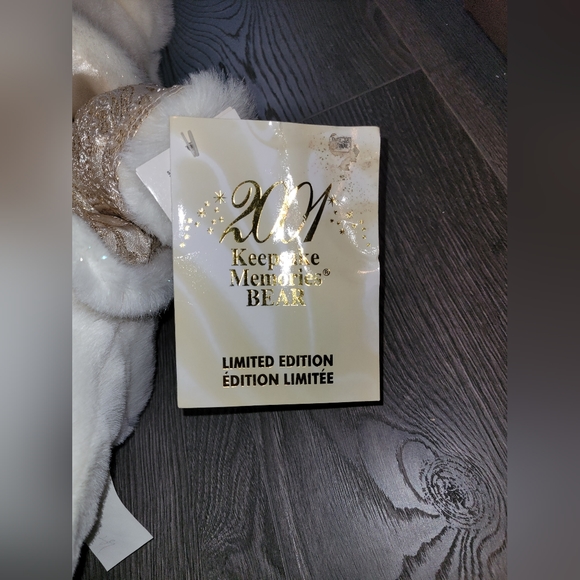 2001
Keepsake
Memories®
BEAR
LIMITED EDITION
ÉDITION LIMITÉE